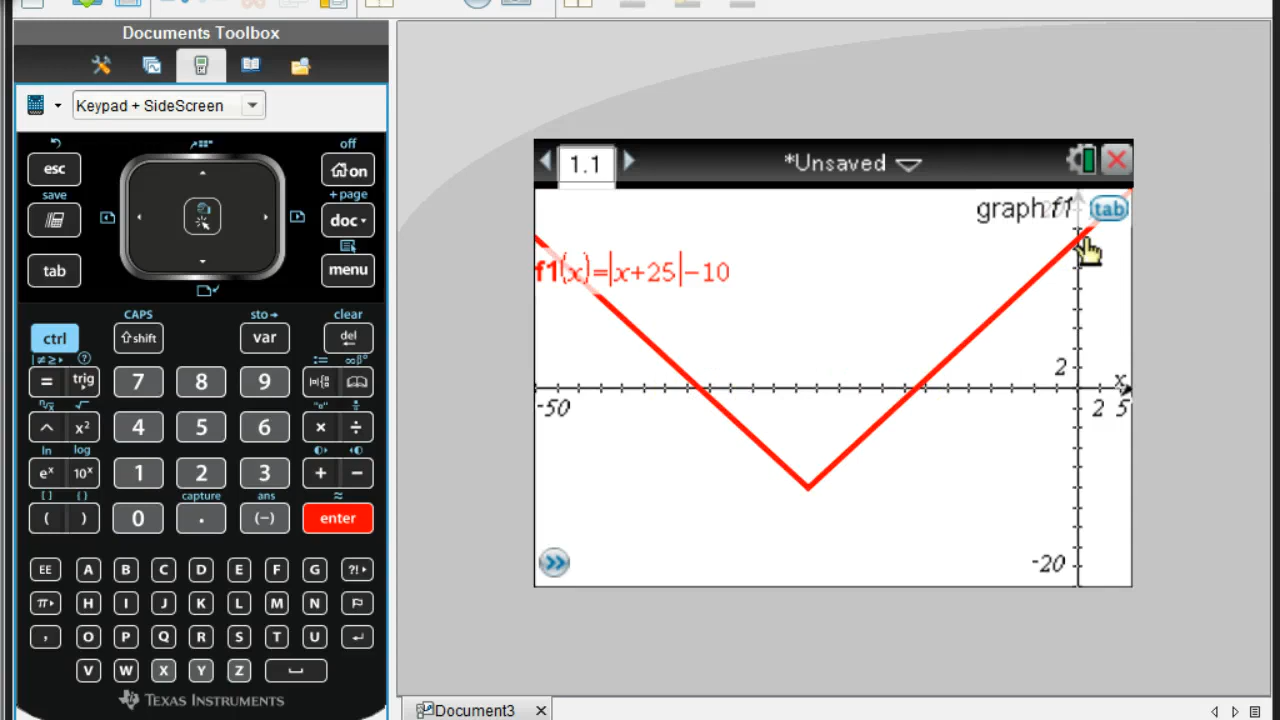 Documents Toolbox
Keypad + SideScreen
off
esc
on
save
+ page
doc
tab
menu
CAPS
sto→
clear
ctrl
⇧shift
var
del
|≠≥▸
:=
∞β°
=
trig
7
8
9
|▫|{▫
ⁿ√x
√
"▫"
^
x²
4
5
6
×
÷
ln
log
eˣ
10ˣ
1
2
3
+
−
[ ]
{ }
capture
ans
≈
(
)
0
.
(−)
enter
EE
A
B
C
D
E
F
G
?!▸
π▸
H
I
J
K
L
M
N
,
O
P
Q
R
S
T
U
V
W
X
Y
Z
TEXAS INSTRUMENTS
1.1
*Unsaved
graph f1
tab
f1(x)=|x+25|−10
2
x
-50
2
5
-20
Document3